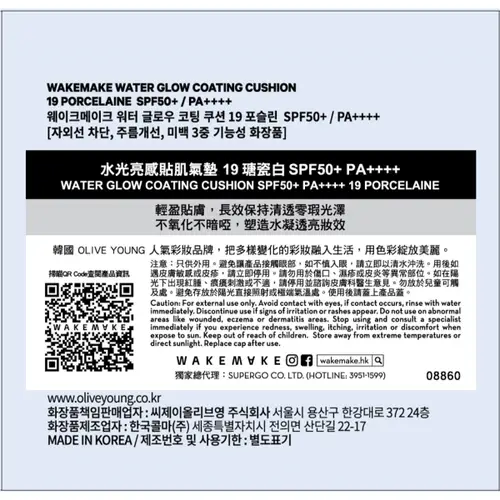 WAKEMAKE WATER GLOW COATING CUSHION
19 PORCELAINE SPF50+ / PA++++
웨이크메이크 워터 글로우 코팅 쿠션 19 포슬린 SPF50+ / PA++++
[자외선 차단, 주름개선, 미백 3중 기능성 화장품]
水光亮感貼肌氣墊 19 瑭瓷白 SPF50+ PA++++
WATER GLOW COATING CUSHION SPF50+ PA++++ 19 PORCELAINE
輕盈貼膚，長效保持清透零瑕光澤
不氧化不暗啞，塑造水凝透亮妝效
韓國 OLIVE YOUNG 人氣彩妝品牌，把多樣變化的彩妝融入生活，用色彩綻放美麗。
掃瞄QR Code查閱產品資訊
注意：只供外用。避免讓產品接觸眼部，如不慎入眼，請立即以清水沖洗。用後如
遇皮膚敏感或皮疹，請立即停用。請勿用於傷口、濕疹或皮炎等異常部位。如在陽
光下出現紅腫、痕癢刺激或不適，請停用並諮詢皮膚科醫生意見。勿放於兒童可觸
及處。避免存放於陽光直接照射或極端氣溫處。使用後請蓋上產品蓋。
Caution: For external use only. Avoid contact with eyes, if contact occurs, rinse with water
immediately. Discontinue use if signs of irritation or rashes appear. Do not use on abnormal
areas like wounded, eczema or dermatitis areas. Stop using and consult a specialist
immediately if you experience redness, swelling, itching, irritation or discomfort when
expose to sun. Keep out of reach of children. Store away from extreme temperatures or
direct sunlight. Replace cap after use.
WAKEMAKE
WAKEMAKE wakemake.hk
獨家總代理：SUPERGO CO. LTD. (HOTLINE: 3951-1599)
08860
www.oliveyoung.co.kr
화장품책임판매업자 : 씨제이올리브영 주식회사 서울시 용산구 한강대로 372 24층
화장품제조업자 : 한국콜마(주) 세종특별자치시 전의면 산단길 22-17
MADE IN KOREA / 제조번호 및 사용기한 : 별도표기